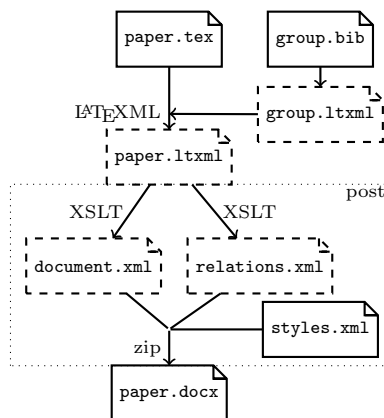 paper.tex
group.bib
LATEXML
group.ltxml
paper.ltxml
post
XSLT
XSLT
document.xml
relations.xml
styles.xml
zip
paper.docx